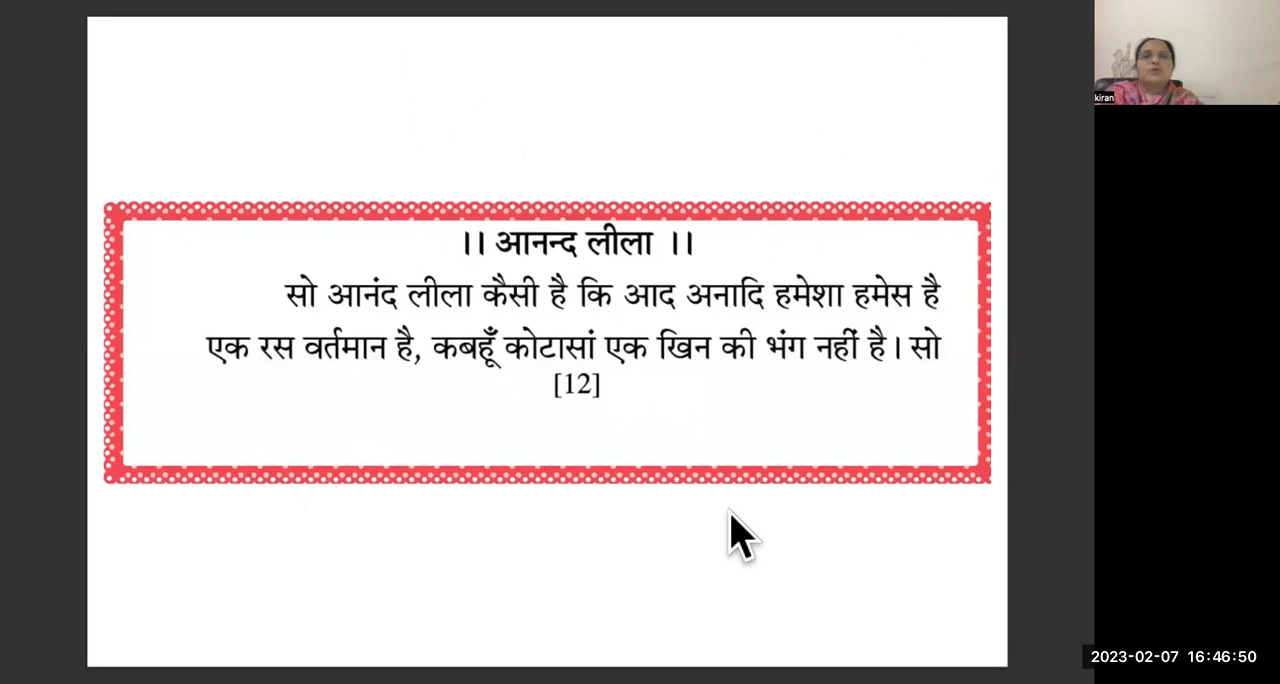 ।। आनन्द लीला ।।
सो आनंद लीला कैसी है कि आद अनादि हमेशा हमेस है
एक रस वर्तमान है, कबहूँ कोटासां एक खिन की भंग नहीं है। सो
[12]
kiran
2023-02-07 16:46:50